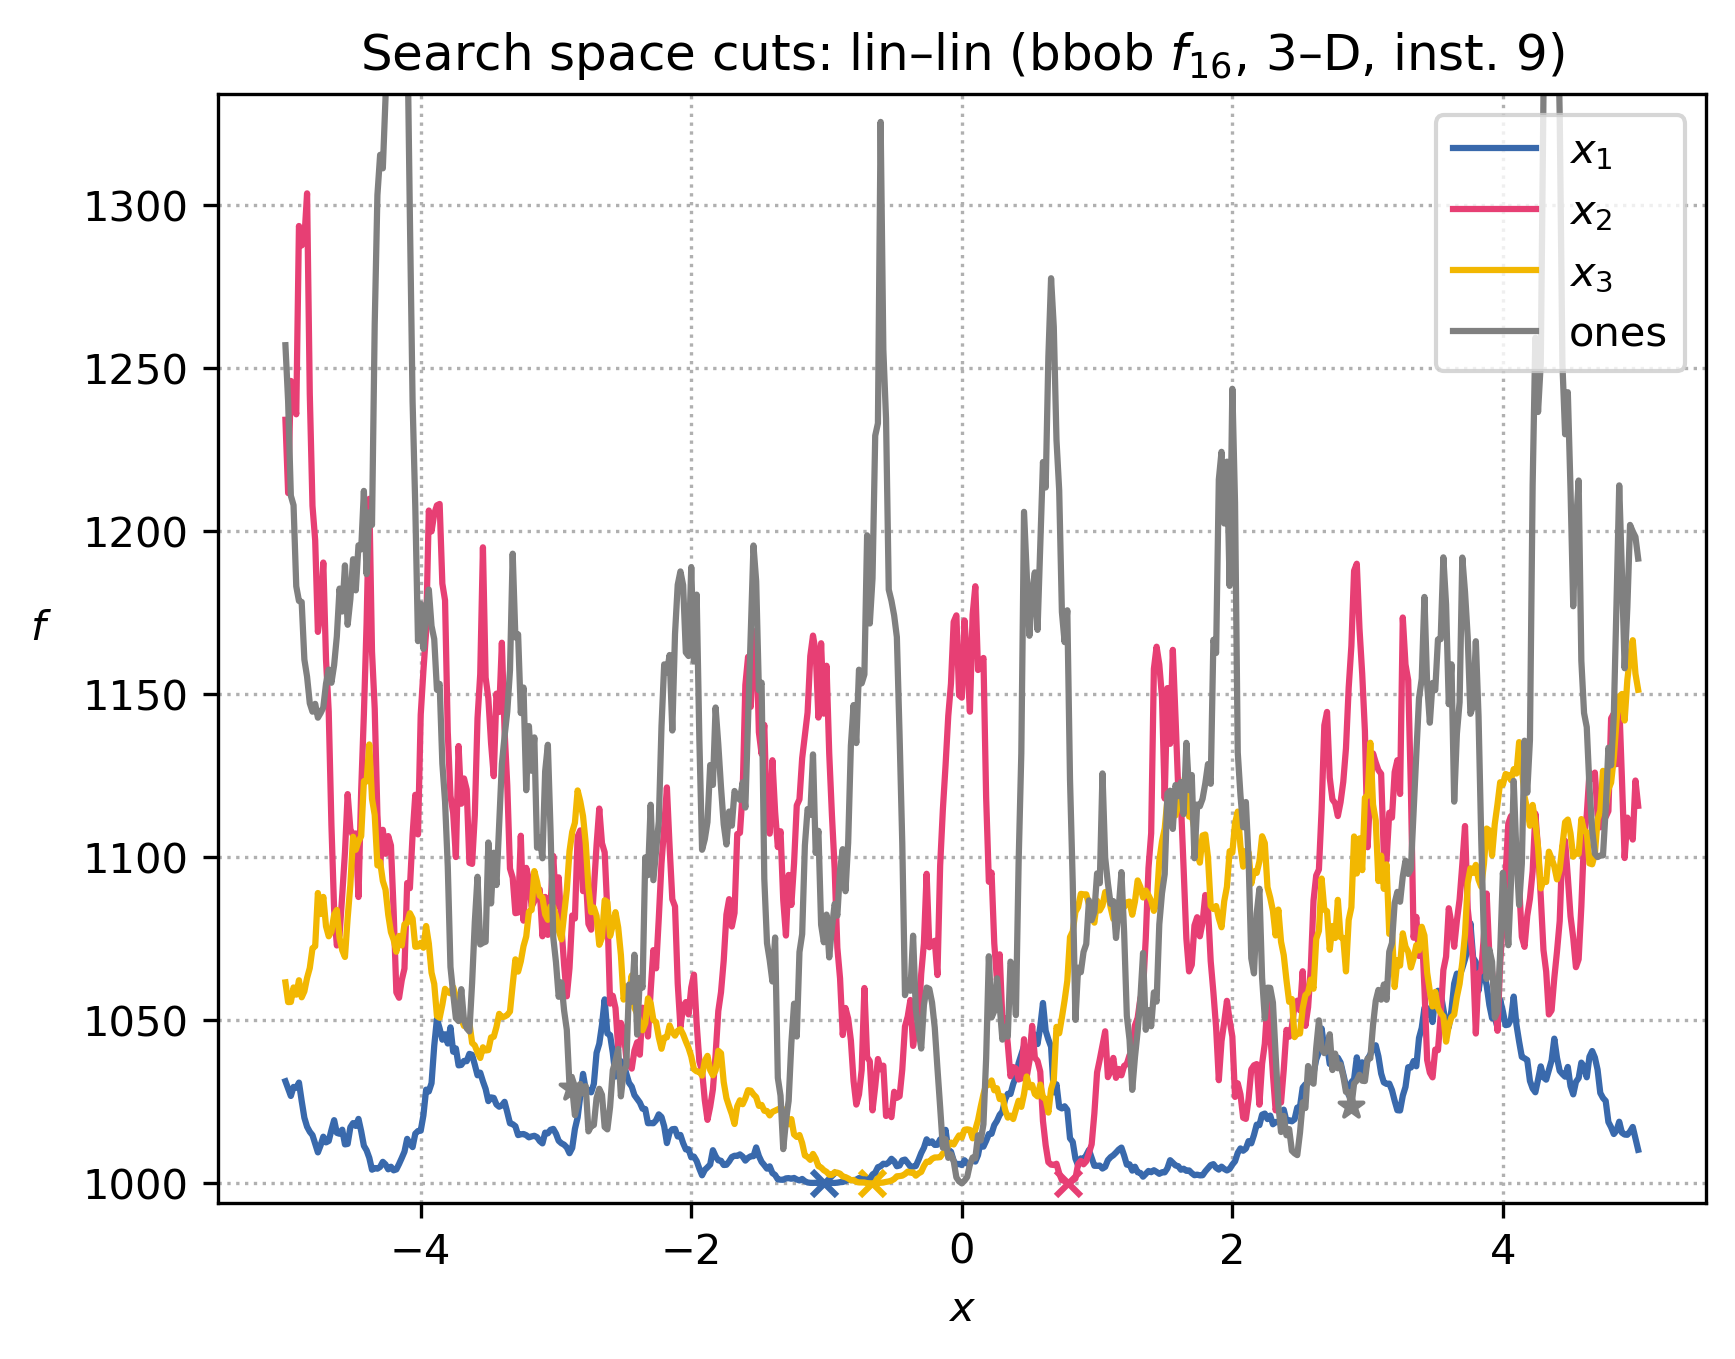 Search space cuts: lin–lin (bbob f₁₆, 3–D, inst. 9)
x₁
x₂
x₃
ones
1300
1250
1200
1150
1100
1050
1000
f
−4 −2 0 2 4
x